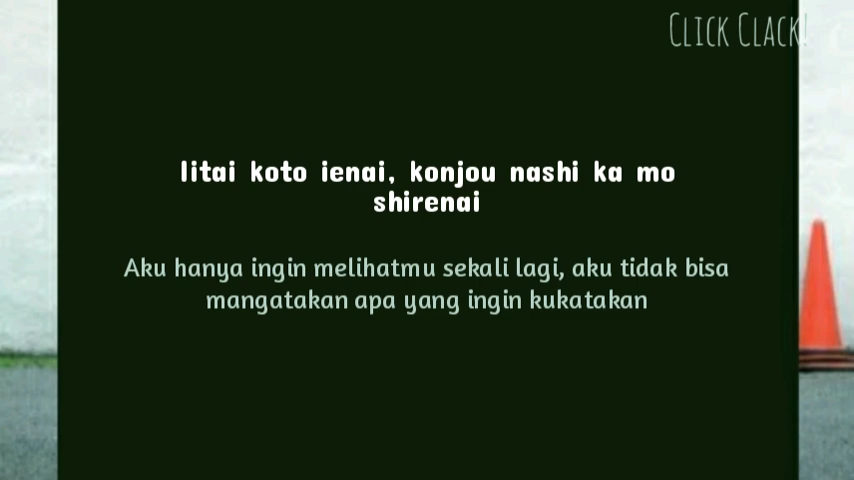 Click Clack!
Iitai koto ienai, konjou nashi ka mo
shirenai
Aku hanya ingin melihatmu sekali lagi, aku tidak bisa
mangatakan apa yang ingin kukatakan